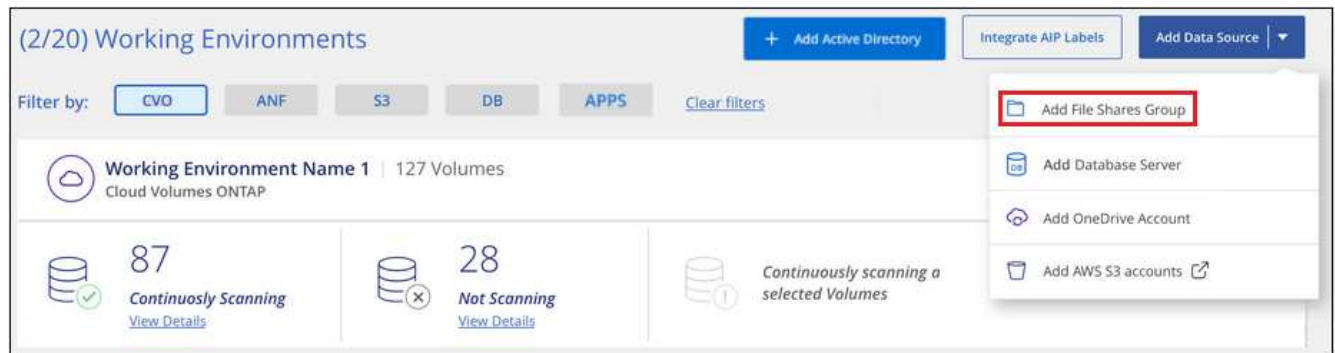 (2/20) Working Environments
+ Add Active Directory
Integrate AIP Labels
Add Data Source
Filter by: CVO ANF S3 DB APPS Clear filters
Add File Shares Group
DB Add Database Server
Add OneDrive Account
Add AWS S3 accounts
Working Environment Name 1 | 127 Volumes
Cloud Volumes ONTAP
87
Continuosly Scanning
View Details
28
Not Scanning
View Details
Continuously scanning a
selected Volumes